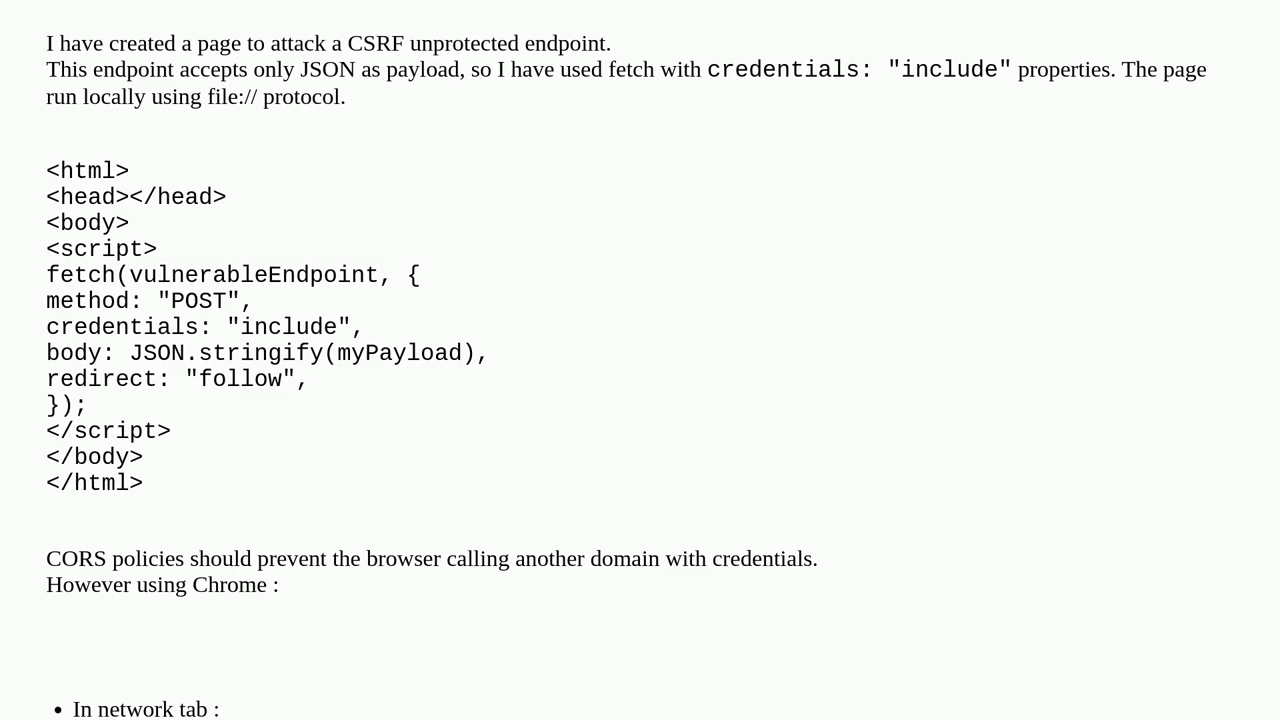 I have created a page to attack a CSRF unprotected endpoint.
This endpoint accepts only JSON as payload, so I have used fetch with credentials: "include" properties. The page
run locally using file:// protocol.
<html>
<head></head>
<body>
<script>
fetch(vulnerableEndpoint, {
method: "POST",
credentials: "include",
body: JSON.stringify(myPayload),
redirect: "follow",
});
</script>
</body>
</html>
CORS policies should prevent the browser calling another domain with credentials.
However using Chrome :
• In network tab :